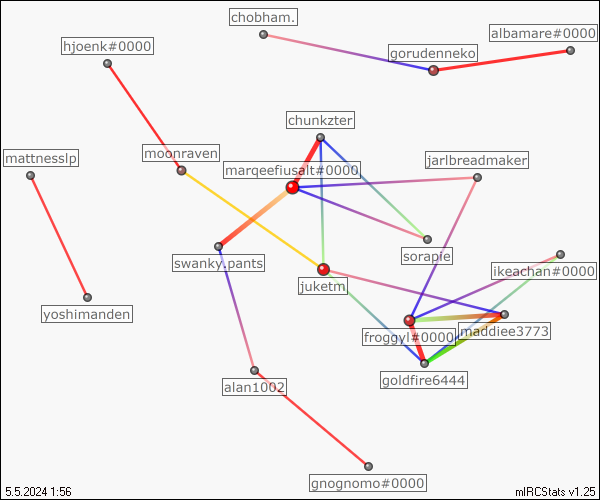 chobham.
albamare#0000
hjoenk#0000
gorudenneko
chunkzter
mattnesslp
moonraven
jarlbreadmaker
marqeefiusalt#0000
sorapie
swanky.pants
ikeachan#0000
juketm
yoshimanden
maddiee3773
froggyl#0000
goldfire6444
alan1002
gnognomo#0000
5.5.2024 1:56
mIRCStats v1.25